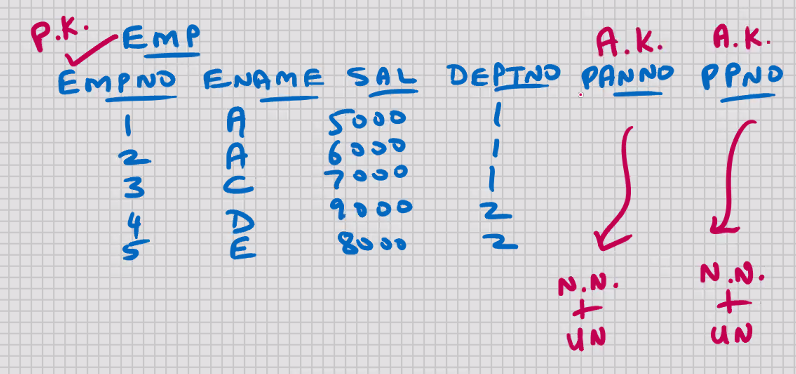 P.K. EMP A.K. A.K.
EMPNO ENAME SAL DEPTNO PANNO PPNO
1 A 5000 1
2 A 6000 1
3 C 7000 1
4 D 9000 2
5 E 8000 2
N.N. N.N.
+ +
UN UN